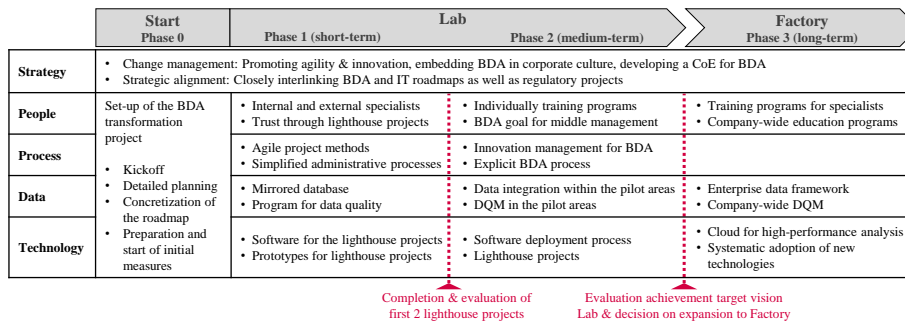 Start
Phase 0
Lab
Phase 1 (short-term)
Phase 2 (medium-term)
Factory
Phase 3 (long-term)
Strategy
• Change management: Promoting agility & innovation, embedding BDA in corporate culture, developing a CoE for BDA
• Strategic alignment: Closely interlinking BDA and IT roadmaps as well as regulatory projects
People
Set-up of the BDA
transformation
project
• Kickoff
• Detailed planning
• Concretization of
the roadmap
• Preparation and
start of initial
measures
• Internal and external specialists
• Trust through lighthouse projects
• Individually training programs
• BDA goal for middle management
• Training programs for specialists
• Company-wide education programs
Process
• Agile project methods
• Simplified administrative processes
• Innovation management for BDA
• Explicit BDA process
Data
• Mirrored database
• Program for data quality
• Data integration within the pilot areas
• DQM in the pilot areas
• Enterprise data framework
• Company-wide DQM
Technology
• Software for the lighthouse projects
• Prototypes for lighthouse projects
• Software deployment process
• Lighthouse projects
• Cloud for high-performance analysis
• Systematic adoption of new
technologies
Completion & evaluation of
first 2 lighthouse projects
Evaluation achievement target vision
Lab & decision on expansion to Factory